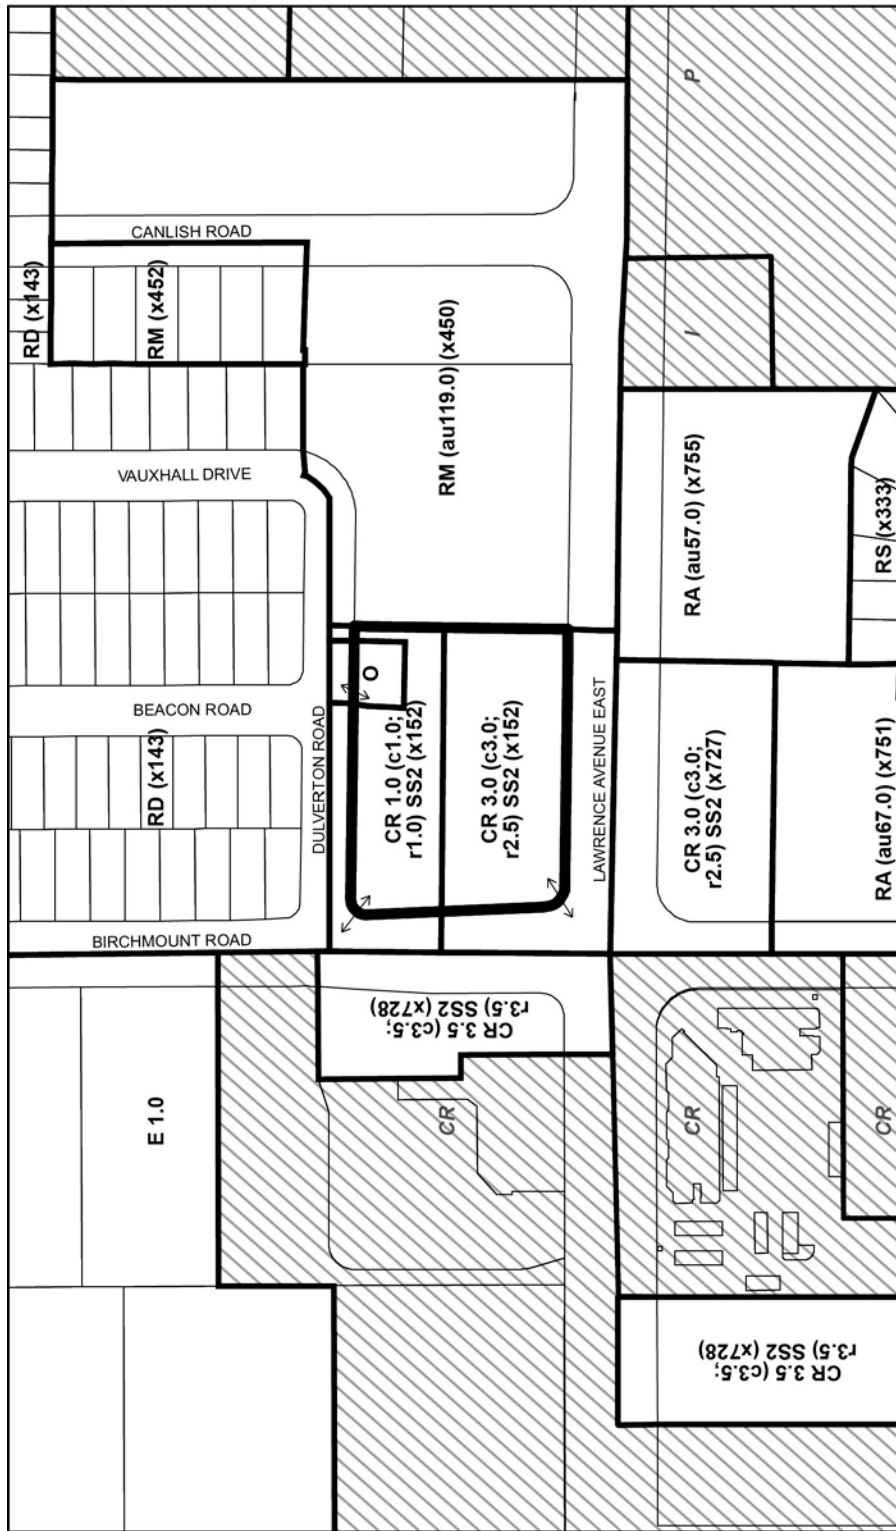 P
CANLISH ROAD
RD (x143)
RM (x452)
I
RM (au119.0) (x450)
VAUXHALL DRIVE
RA (au57.0) (x755)
RS (x333)
O
BEACON ROAD
RD (x143)
DULVERTON ROAD
CR 1.0 (c1.0;
r1.0) SS2 (x152)
CR 3.0 (c3.0;
r2.5) SS2 (x152)
LAWRENCE AVENUE EAST
CR 3.0 (c3.0;
r2.5) SS2 (x727)
RA (au67.0) (x751)
BIRCHMOUNT ROAD
CR 3.5 (c3.5;
r3.5) SS2 (x728)
E 1.0
CR
CR
CR
CR 3.5 (c3.5;
r3.5) SS2 (x728)